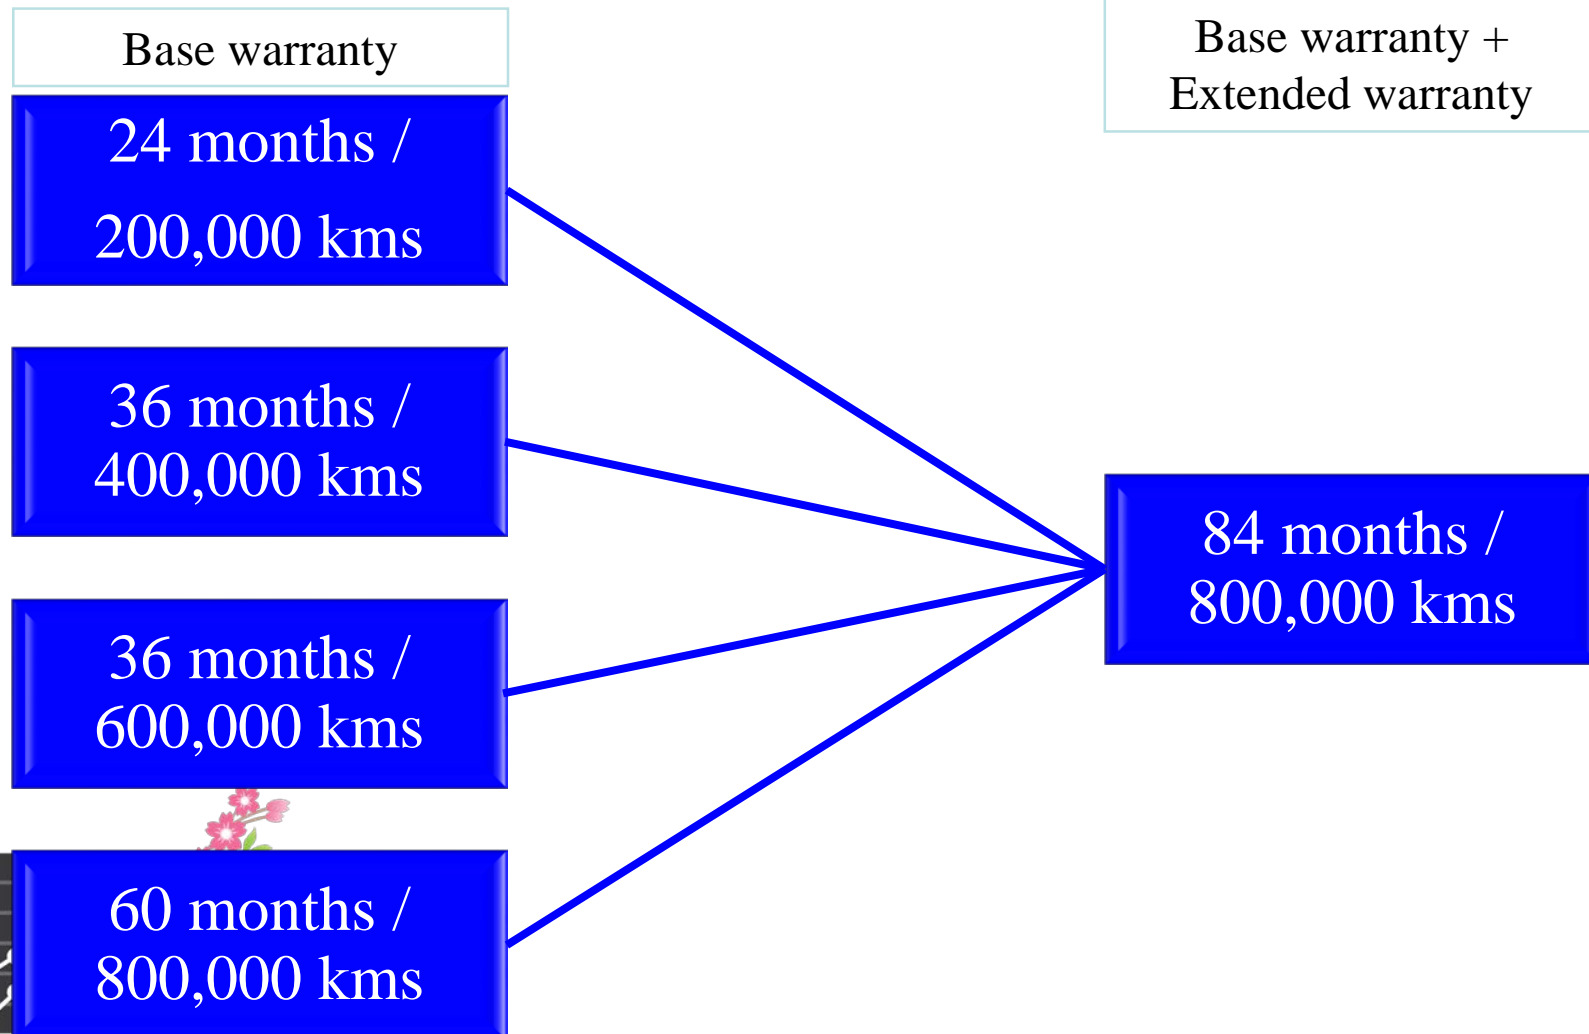 Base warranty
24 months /
200,000 kms
36 months /
400,000 kms
36 months /
600,000 kms
60 months /
800,000 kms
Base warranty +
Extended warranty
84 months /
800,000 kms